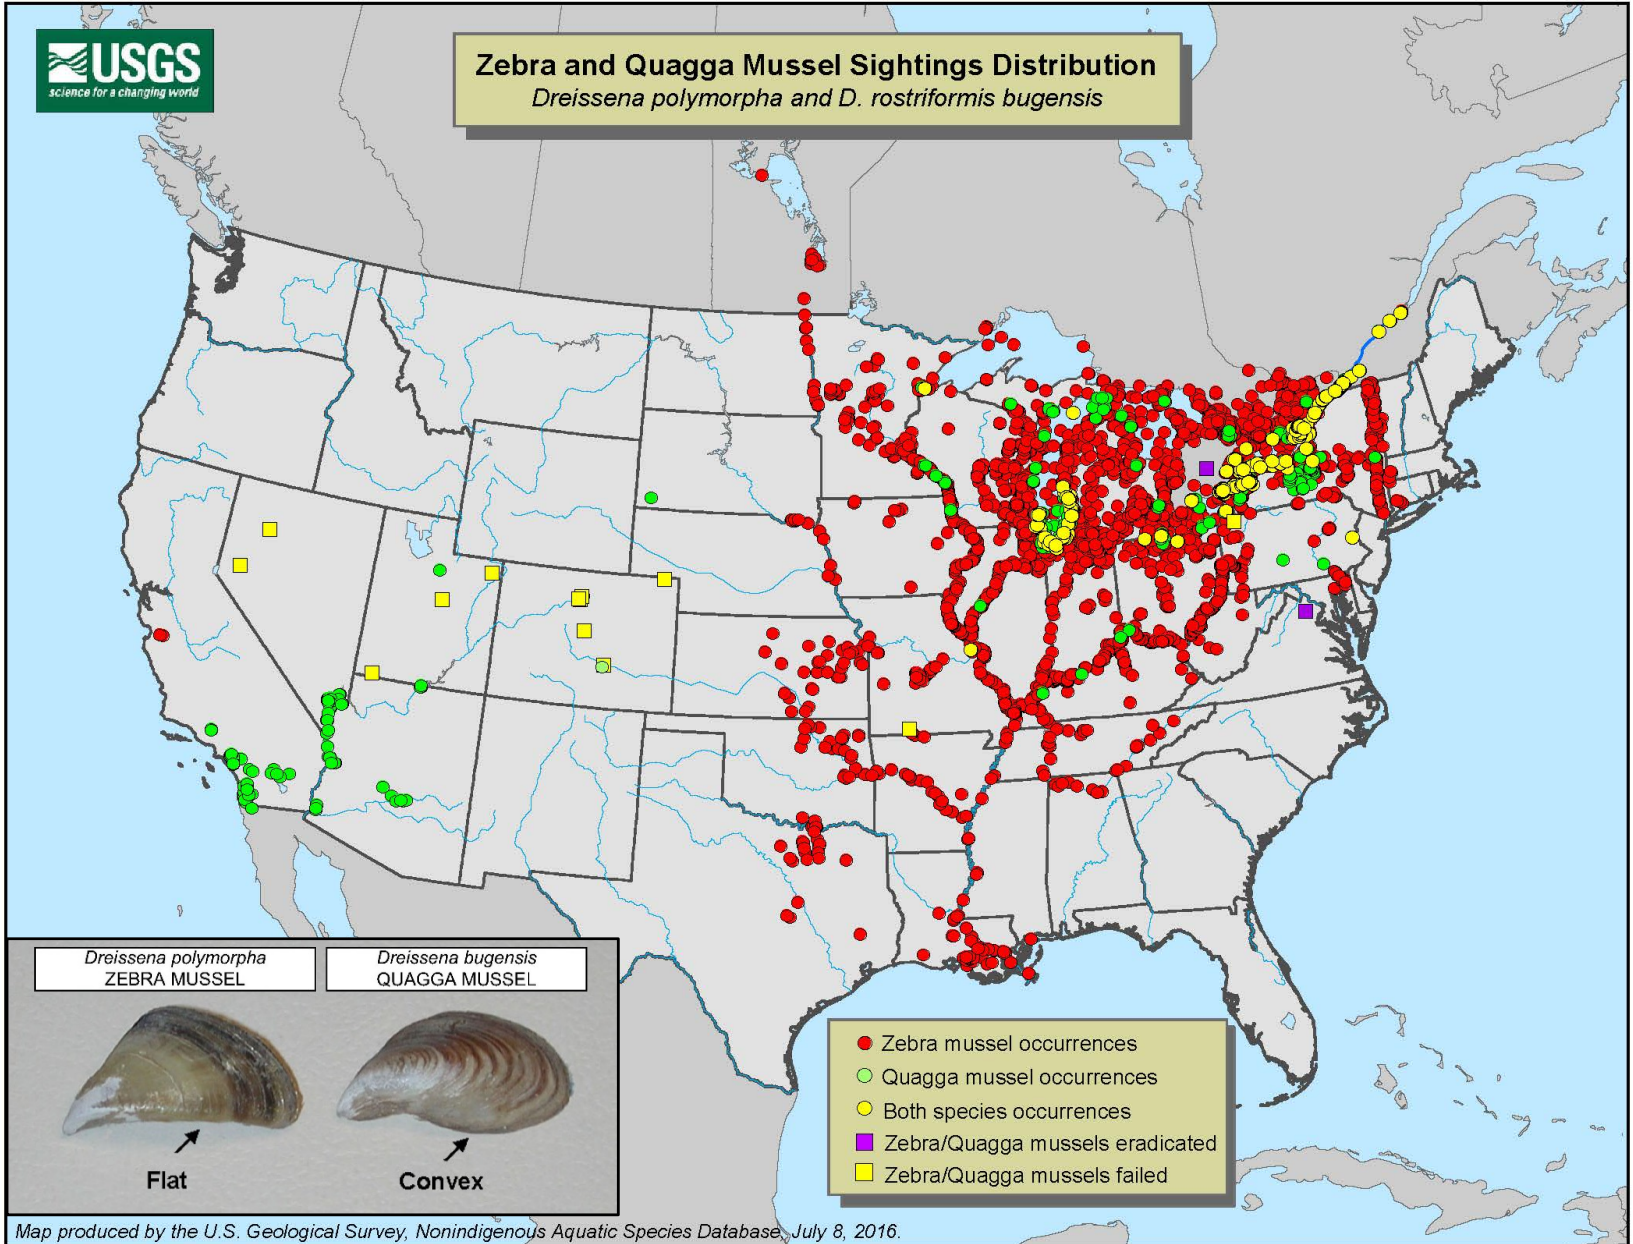 USGS
science for a changing world
Zebra and Quagga Mussel Sightings Distribution
Dreissena polymorpha and D. rostriformis bugensis
Dreissena polymorpha
ZEBRA MUSSEL
Dreissena bugensis
QUAGGA MUSSEL
Flat
Convex
Zebra mussel occurrences
Quagga mussel occurrences
Both species occurrences
Zebra/Quagga mussels eradicated
Zebra/Quagga mussels failed
Map produced by the U.S. Geological Survey, Nonindigenous Aquatic Species Database, July 8, 2016.